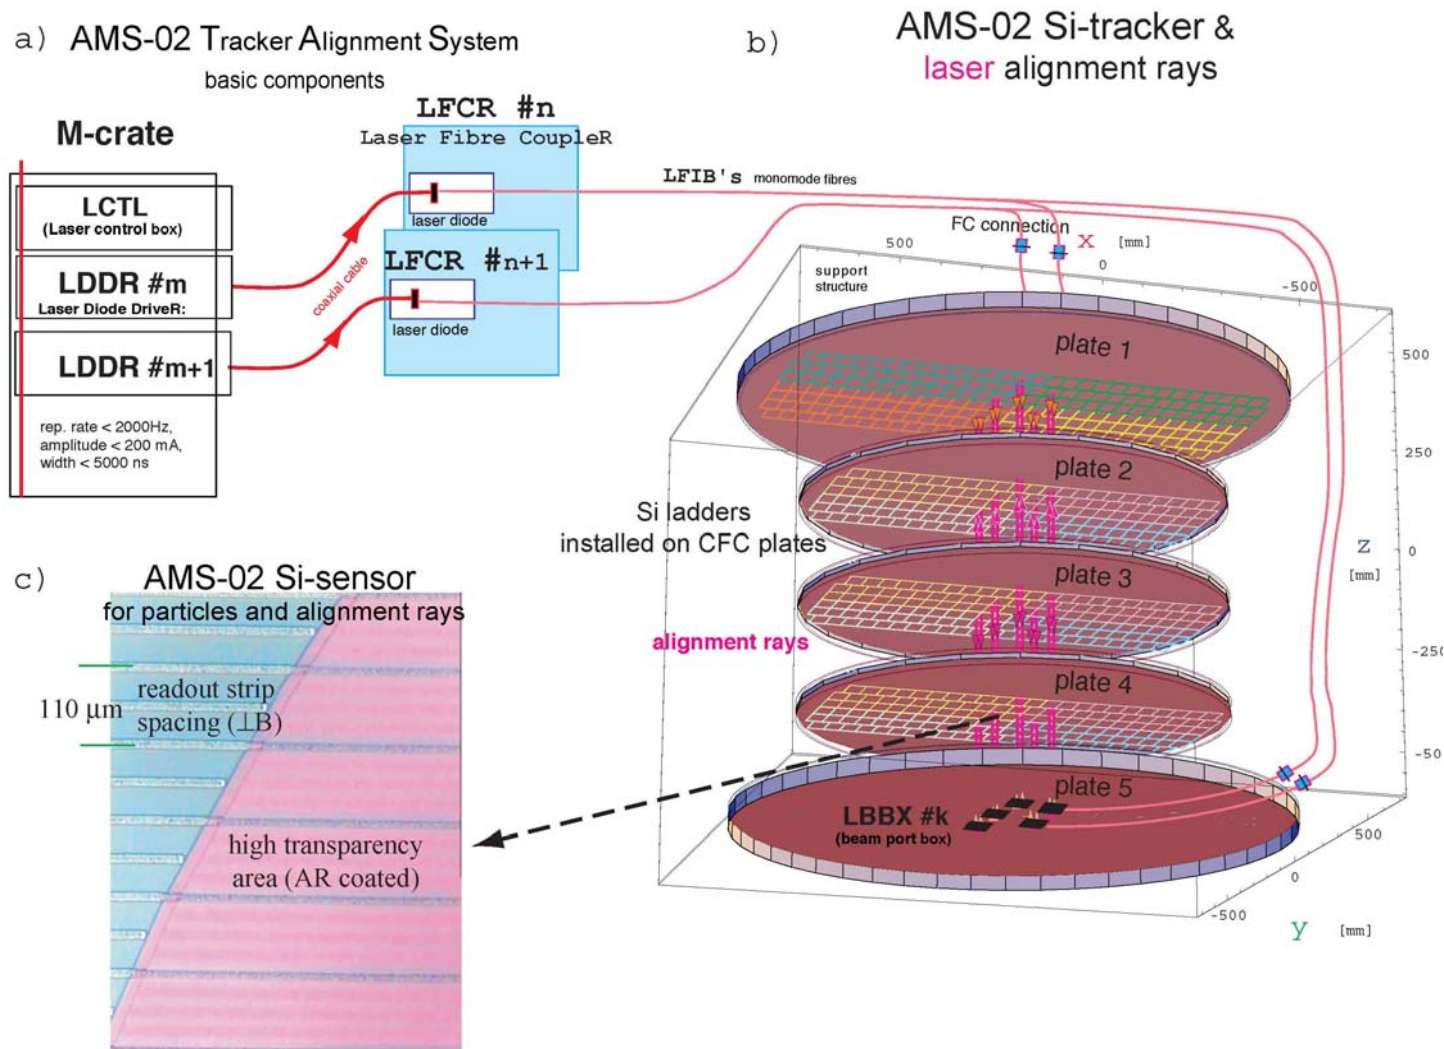 a) AMS-02 Tracker Alignment System
basic components
M-crate
LCTL
(Laser control box)
LDDR #m
Laser Diode DriveR:
LDDR #m+1
rep. rate < 2000Hz,
amplitude < 200 mA,
width < 5000 ns
coaxial cable
LFCR #n
Laser Fibre CoupleR
laser diode
LFCR #n+1
laser diode
LFIB's monomode fibres
b) AMS-02 Si-tracker &
laser alignment rays
FC connection
x [mm]
500
0
-500
support
structure
plate 1
plate 2
plate 3
plate 4
plate 5
Si ladders
installed on CFC plates
alignment rays
LBBX #k
(beam port box)
500
250
z
0
[mm]
-250
-500
500
0
-500
y [mm]
c) AMS-02 Si-sensor
for particles and alignment rays
readout strip
110 μm
spacing (⊥B)
high transparency
area (AR coated)